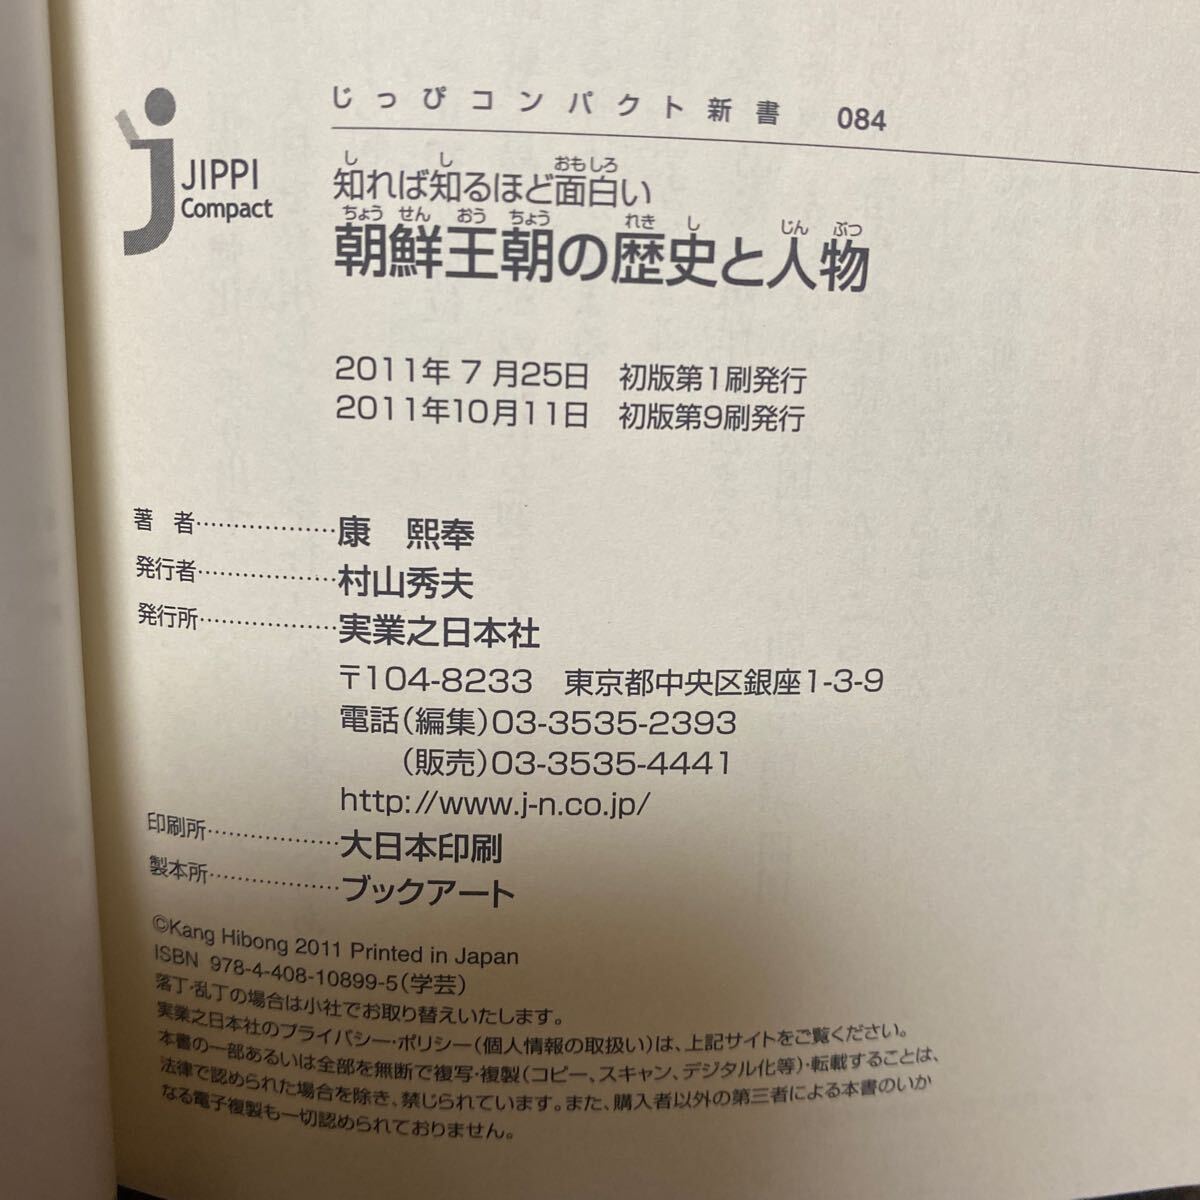 JIPPI
Compact
じっぴコンパクト新書 084
知れば知るほど面白い
朝鮮王朝の歴史と人物
2011年 7 月25日 初版第1刷発行
2011年10月11日 初版第9刷発行
著 者………………康 熙奉
発行者………………村山秀夫
発行所………………実業之日本社
〒104-8233 東京都中央区銀座1-3-9
電話(編集)03-3535-2393
(販売)03-3535-4441
http://www.j-n.co.jp/
印刷所………………大日本印刷
製本所………………ブックアート
©Kang Hibong 2011 Printed in Japan
ISBN 978-4-408-10899-5(学芸)
落丁・乱丁の場合は小社でお取り替えいたします。
実業之日本社のプライバシー・ポリシー(個人情報の取扱い)は、上記サイトをご覧ください。
本書の一部あるいは全部を無断で複写・複製(コピー、スキャン、デジタル化等)・転載することは、
法律で認められた場合を除き、禁じられています。また、購入者以外の第三者による本書のいか
なる電子複製も一切認められておりません。